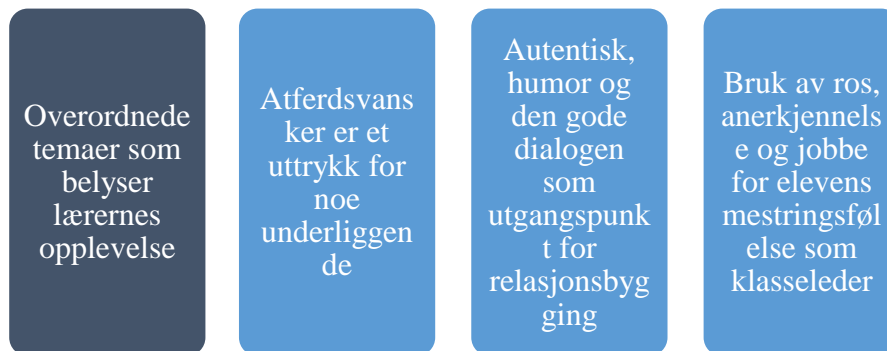 Overordnede
temaer som
belyser
lærernes
opplevelse
Atferdsvans
ker er et
uttrykk for
noe
underliggen
de
Autentisk,
humor og
den gode
dialogen
som
utgangspunk
t for
relasjonsbyg
ging
Bruk av ros,
anerkjennels
e og jobbe
for elevens
mestringsføl
else som
klasseleder